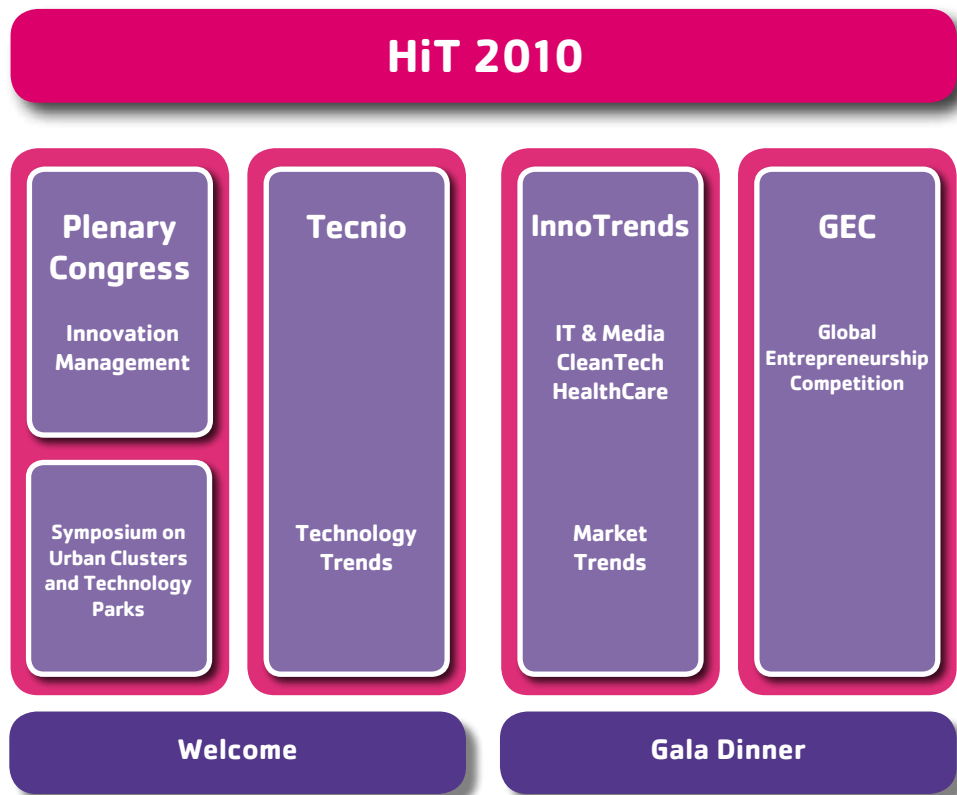 HiT 2010
Plenary
Congress
Innovation
Management
Symposium on
Urban Clusters
and Technology
Parks
Tecnio
Technology
Trends
InnoTrends
IT & Media
CleanTech
HealthCare
Market
Trends
GEC
Global
Entrepreneurship
Competition
Welcome
Gala Dinner